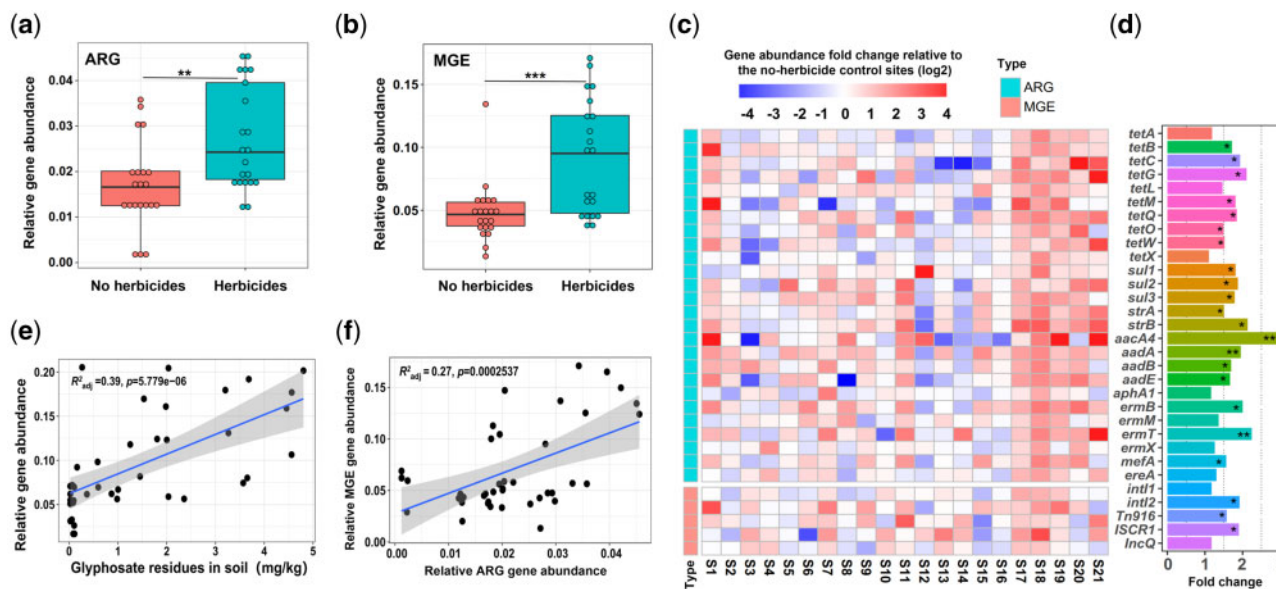 (a)
ARG
**
0.04
0.03
0.02
0.01
0.00
Relative gene abundance
No herbicides
Herbicides
(b)
MGE
***
0.15
0.10
0.05
Relative gene abundance
No herbicides
Herbicides
(c)
Gene abundance fold change relative to
the no-herbicide control sites (log2)
-4 -3 -2 -1 0 1 2 3 4
Type
ARG
MGE
Type S1 S2 S3 S4 S5 S6 S7 S8 S9 S10 S11 S12 S13 S14 S15 S16 S17 S18 S19 S20 S21
(d)
tetA
tetB *
tetC *
tetG *
tetL
tetM *
tetQ *
tetO *
tetW *
tetX
sul1 *
sul2 *
sul3 *
strA *
strB *
aacA4 **
aadA **
aadB *
aadE *
aphA1
ermB *
ermM
ermT **
ermX
mefA *
ereA
intI1
intI2 *
Tn916 *
ISCR1 *
IncQ
0 1 2
Fold change
(e)
R²adj =0.39, p=5.779e−06
0.20
0.15
0.10
0.05
Relative gene abundance
0 1 2 3 4 5
Glyphosate residues in soil (mg/kg)
(f)
R²adj = 0.27, p=0.0002537
0.15
0.10
0.05
0.00
Relative MGE gene abundance
0.00 0.01 0.02 0.03 0.04
Relative ARG gene abundance